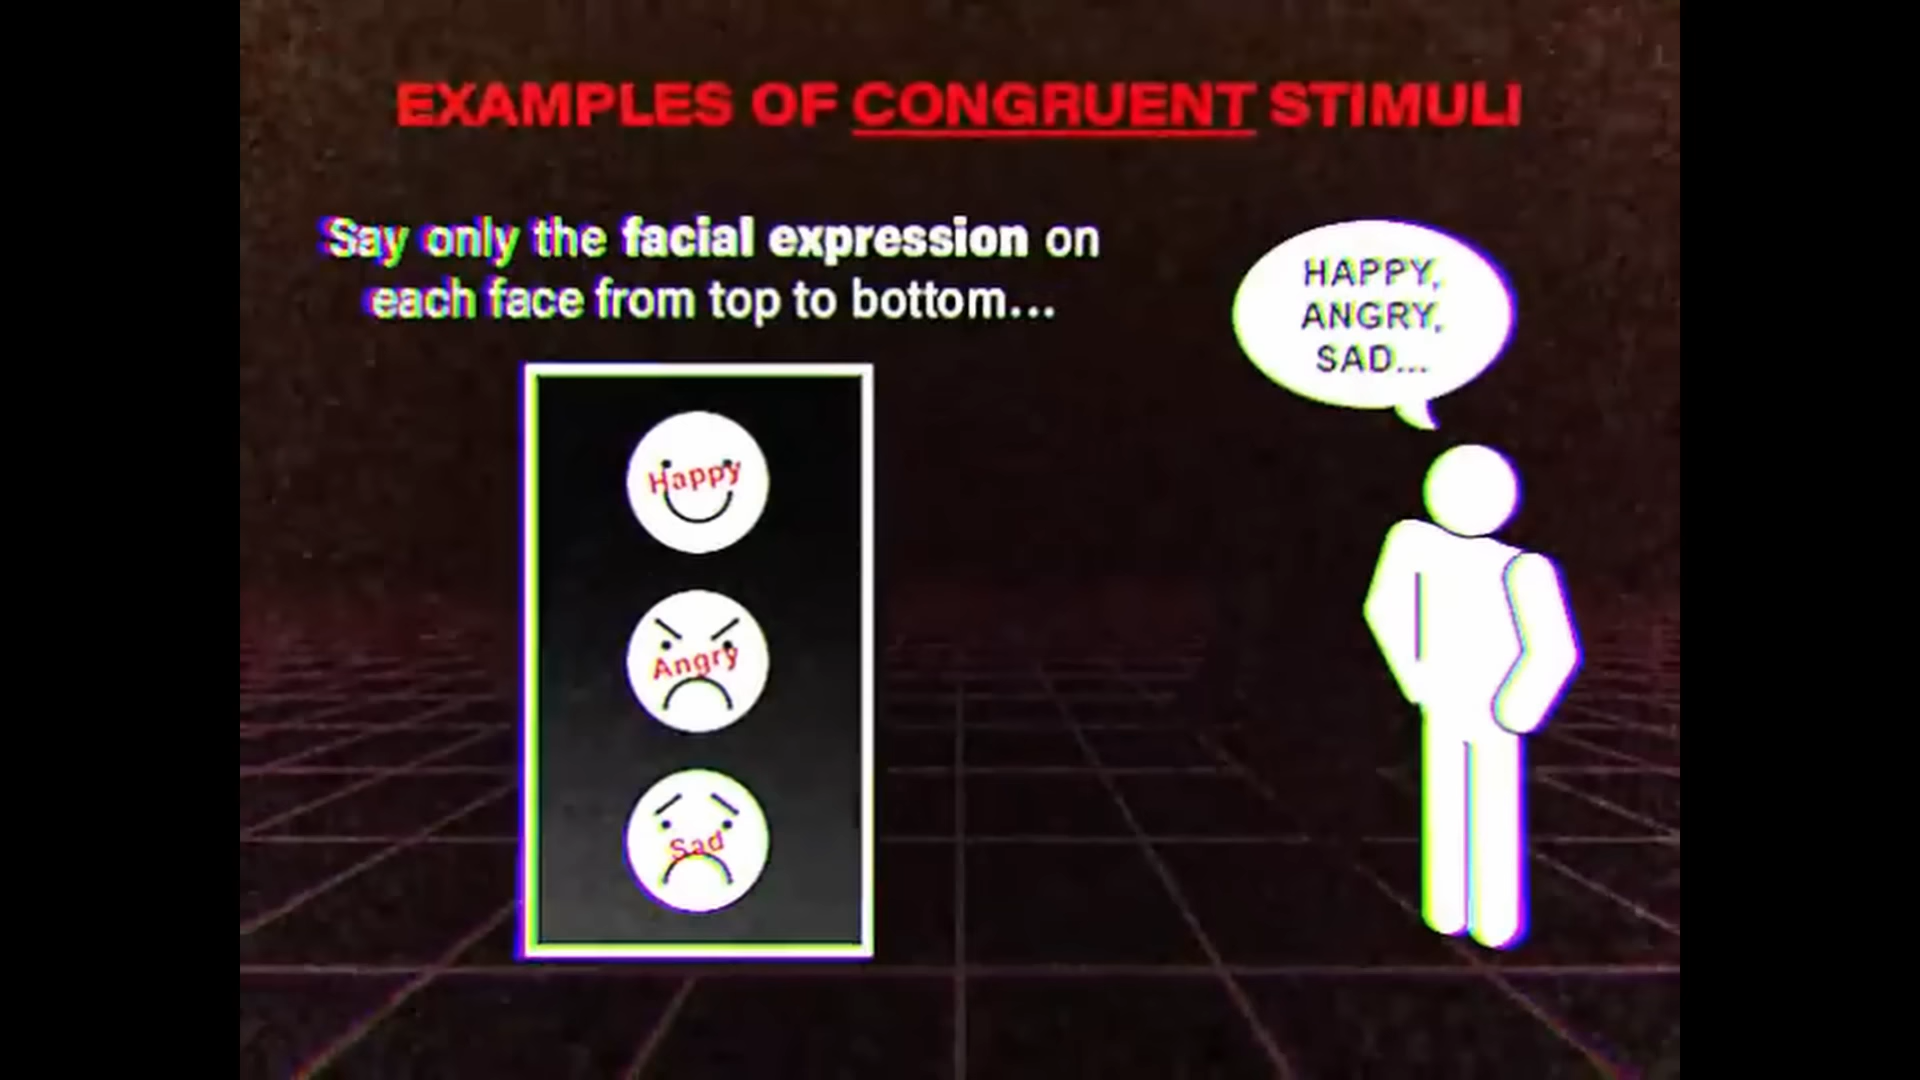 EXAMPLES OF CONGRUENT STIMULI
Say only the facial expression on
each face from top to bottom...
HAPPY,
ANGRY,
SAD...
Happy
Angry
Sad